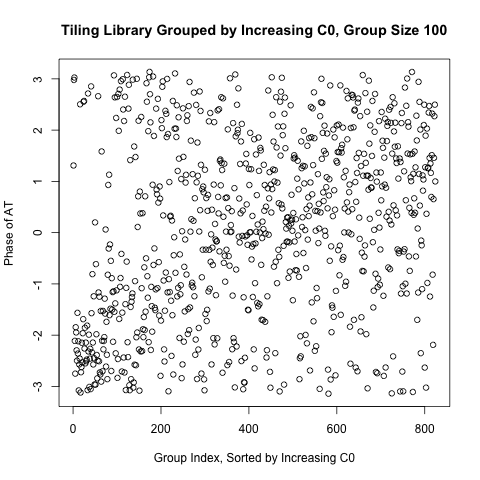 Tiling Library Grouped by Increasing C0, Group Size 100
Phase of AT
3
2
1
0
-1
-2
-3
0 200 400 600 800
Group Index, Sorted by Increasing C0